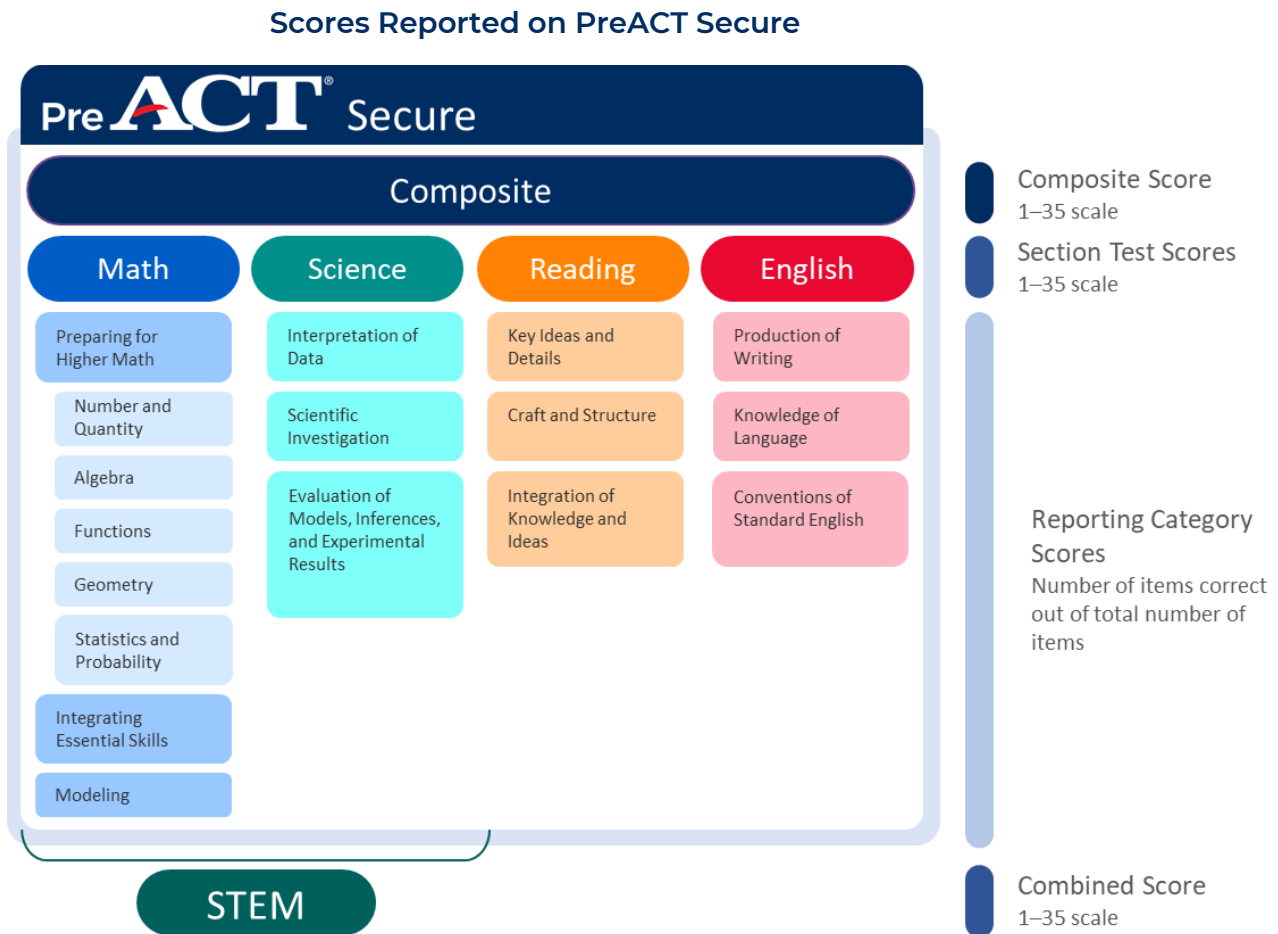 Scores Reported on PreACT Secure
PreACT® Secure
Composite
Math
Science
Reading
English
Preparing for
Higher Math
Number and
Quantity
Algebra
Functions
Geometry
Statistics and
Probability
Integrating
Essential Skills
Modeling
Interpretation of
Data
Scientific
Investigation
Evaluation of
Models, Inferences,
and Experimental
Results
Key Ideas and
Details
Craft and Structure
Integration of
Knowledge and
Ideas
Production of
Writing
Knowledge of
Language
Conventions of
Standard English
STEM
Composite Score
1–35 scale
Section Test Scores
1–35 scale
Reporting Category
Scores
Number of items correct
out of total number of
items
Combined Score
1–35 scale